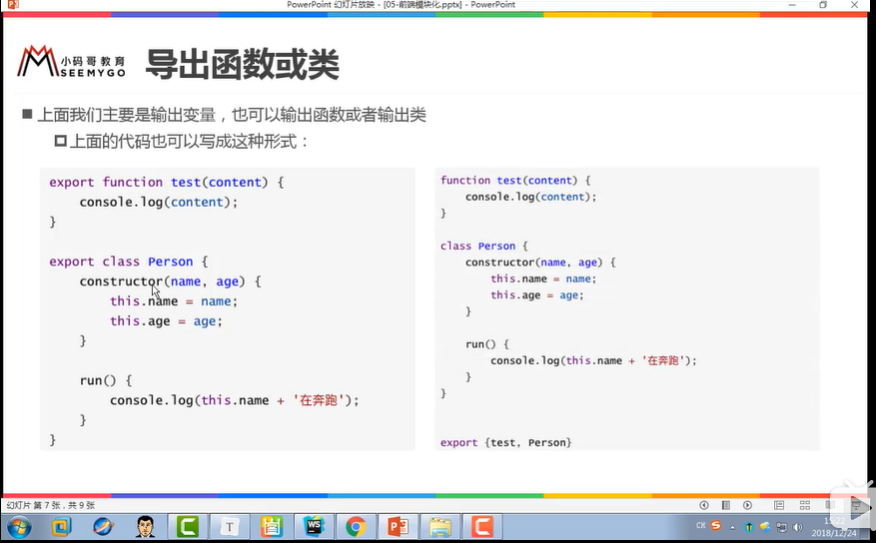 PowerPoint 幻灯片放映 - [05-前端模块化.pptx] - PowerPoint
小码哥教育
SEEMYGO
导出函数或类
上面我们主要是输出变量，也可以输出函数或者输出类
上面的代码也可以写成这种形式：
export function test(content) {
console.log(content);
}
export class Person {
constructor(name, age) {
this.name = name;
this.age = age;
}
run() {
console.log(this.name + '在奔跑');
}
}
function test(content) {
console.log(content);
}
class Person {
constructor(name, age) {
this.name = name;
this.age = age;
}
run() {
console.log(this.name + '在奔跑');
}
}
export {test, Person}
幻灯片 第 7 张，共 9 张
T
WS
CH
2018/12/24